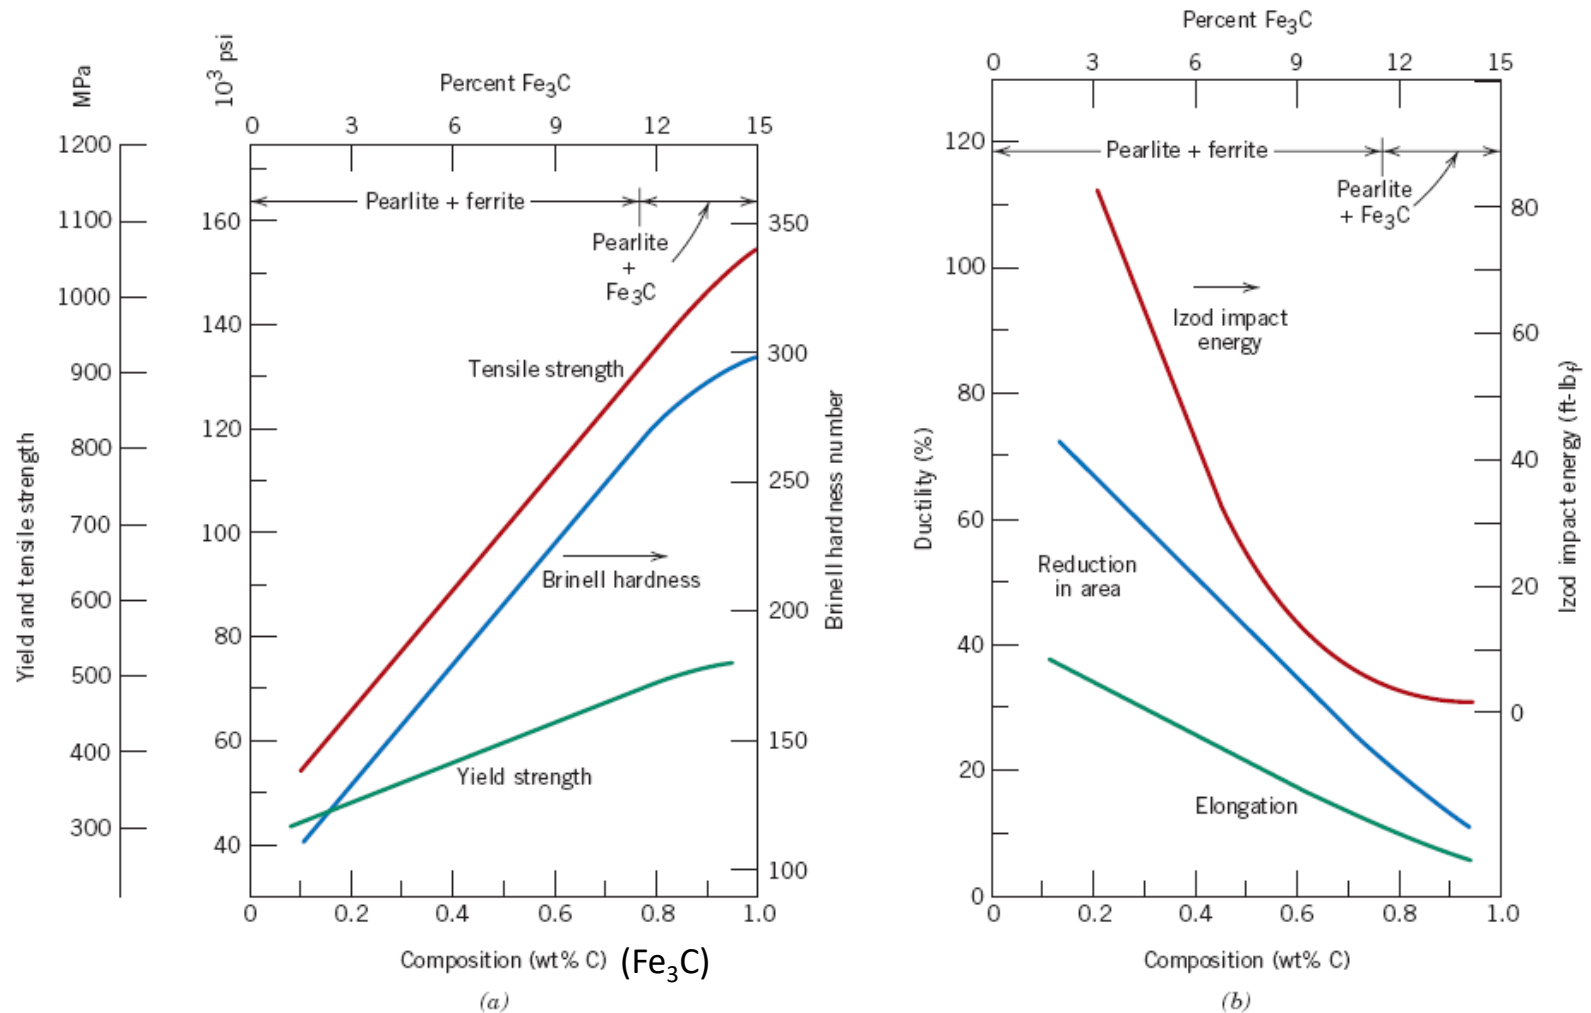 Percent Fe3C
0 3 6 9 12 15
MPa
10³ psi
1200
1100
1000
900
800
700
600
500
400
300
160
140
120
100
80
60
40
Yield and tensile strength
Pearlite + ferrite
Pearlite
+
Fe3C
Tensile strength
Brinell hardness
Yield strength
350
300
250
200
150
100
Brinell hardness number
0 0.2 0.4 0.6 0.8 1.0
Composition (wt% C) (Fe3C)
(a)
Percent Fe3C
0 3 6 9 12 15
120
100
80
60
40
20
0
Ductility (%)
Pearlite + ferrite
Pearlite
+ Fe3C
Izod impact
energy
Reduction
in area
Elongation
80
60
40
20
0
Izod impact energy (ft-lbf)
0 0.2 0.4 0.6 0.8 1.0
Composition (wt% C)
(b)